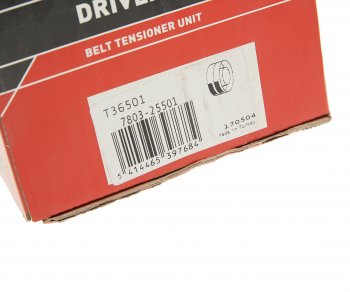 DRIVE
BELT TENSIONER UNIT
T36501
7803-25501
5 414465 397684
170504
Made in Turkey